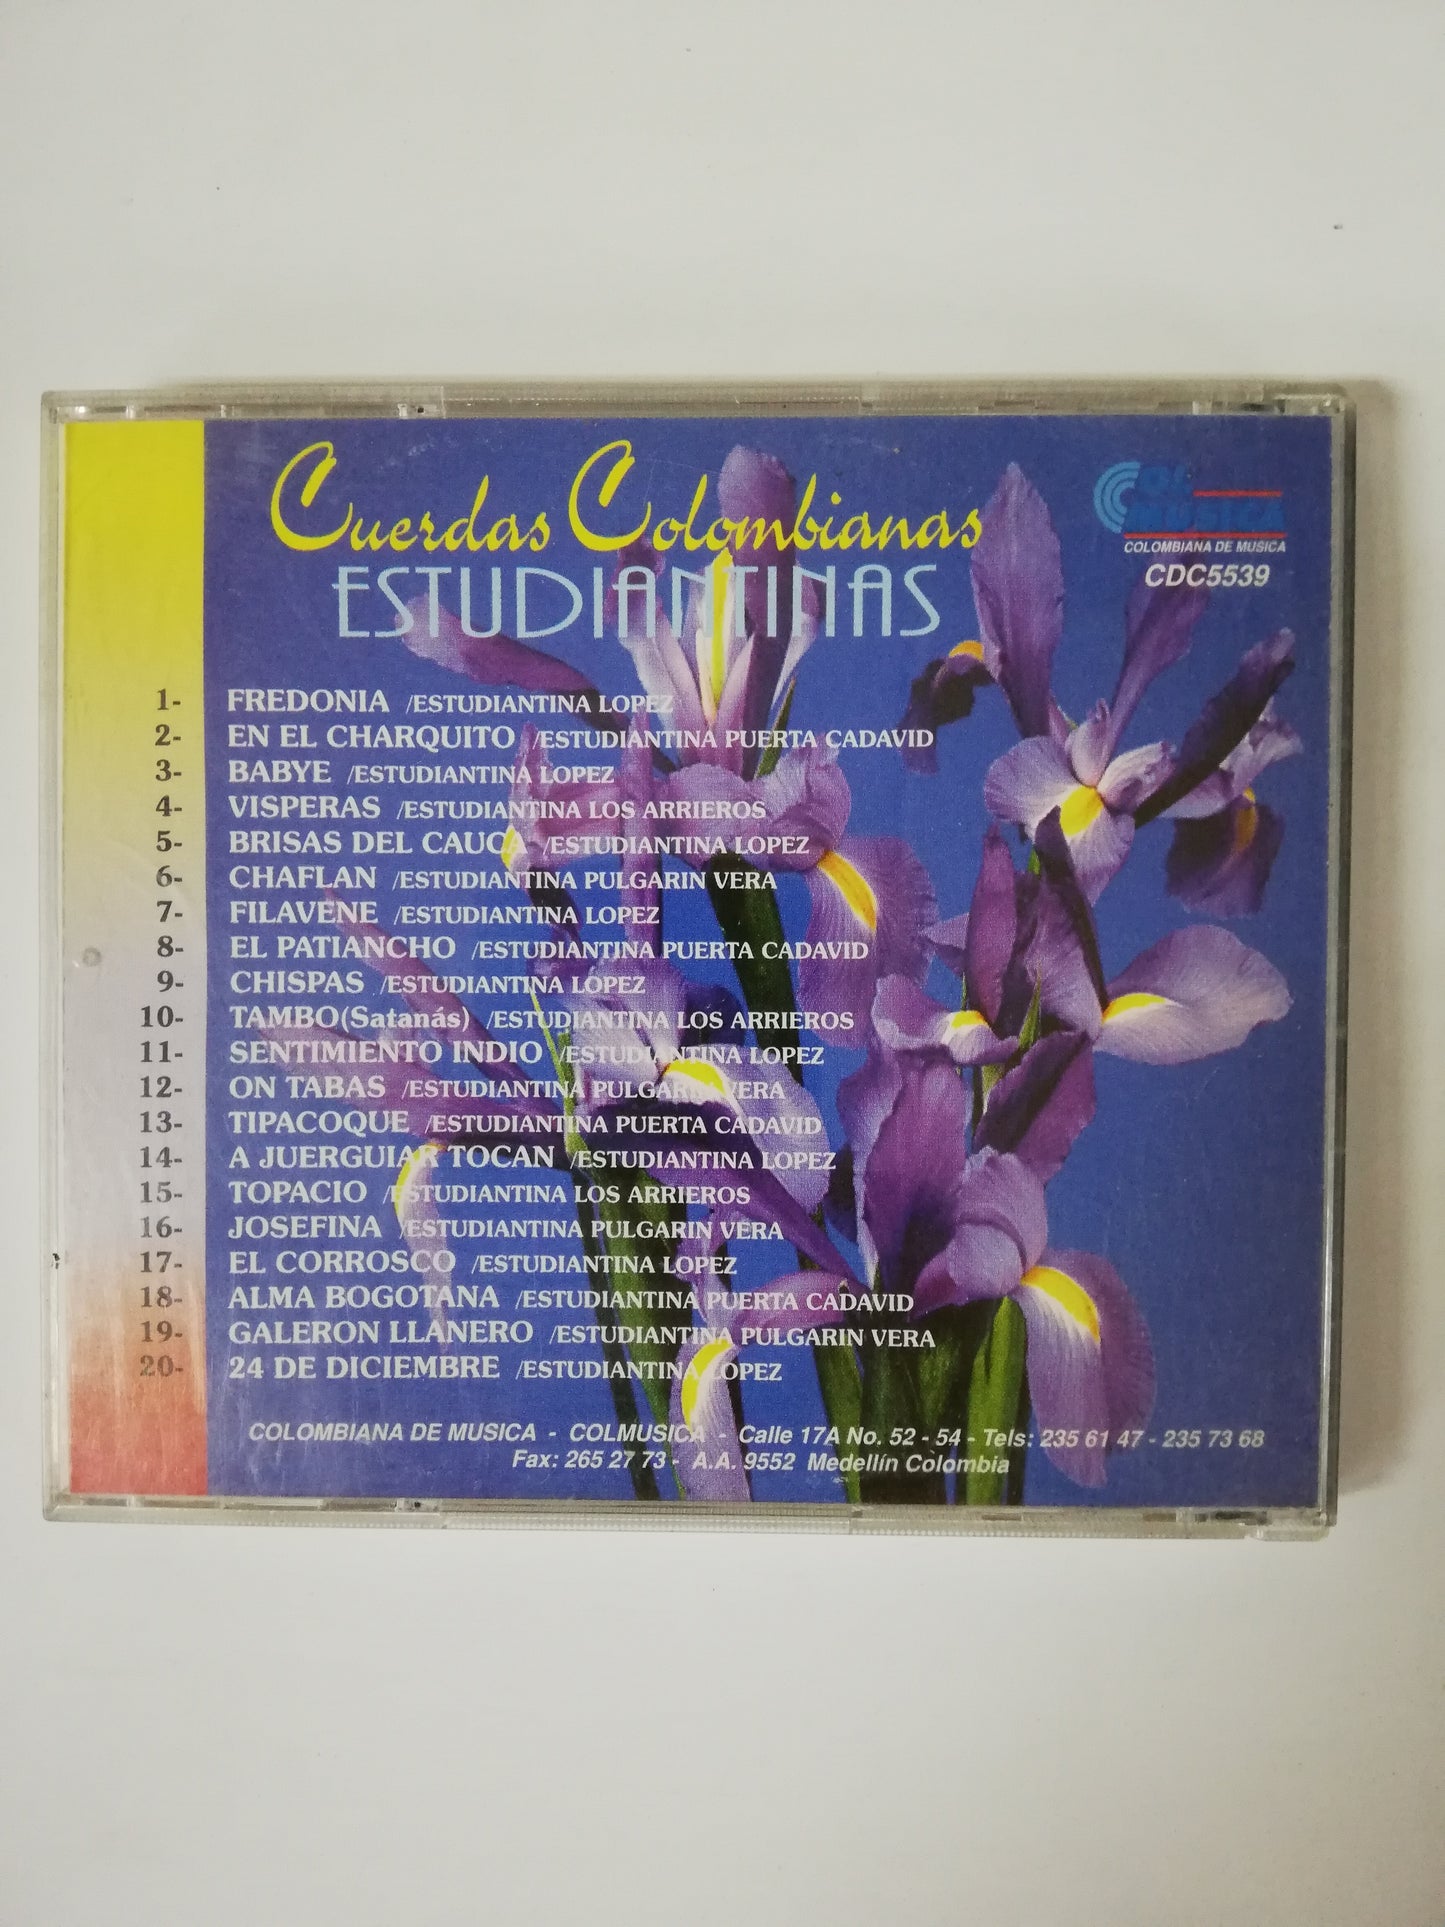 Cuerdas Colombianas
ESTUDIANTINAS
COL
MUSICA
COLOMBIANA DE MUSICA
CDC5539
1- FREDONIA /ESTUDIANTINA LOPEZ
2- EN EL CHARQUITO /ESTUDIANTINA PUERTA CADAVID
3- BABYE /ESTUDIANTINA LOPEZ
4- VISPERAS /ESTUDIANTINA LOS ARRIEROS
5- BRISAS DEL CAUCA /ESTUDIANTINA LOPEZ
6- CHAFLAN /ESTUDIANTINA PULGARIN VERA
7- FILAVENE /ESTUDIANTINA LOPEZ
8- EL PATIANCHO /ESTUDIANTINA PUERTA CADAVID
9- CHISPAS /ESTUDIANTINA LOPEZ
10- TAMBO(Satanás) /ESTUDIANTINA LOS ARRIEROS
11- SENTIMIENTO INDIO /ESTUDIANTINA LOPEZ
12- ON TABAS /ESTUDIANTINA PULGARIN VERA
13- TIPACOQUE /ESTUDIANTINA PUERTA CADAVID
14- A JUERGUIAR TOCAN /ESTUDIANTINA LOPEZ
15- TOPACIO /ESTUDIANTINA LOS ARRIEROS
16- JOSEFINA /ESTUDIANTINA PULGARIN VERA
17- EL CORROSCO /ESTUDIANTINA LOPEZ
18- ALMA BOGOTANA /ESTUDIANTINA PUERTA CADAVID
19- GALERON LLANERO /ESTUDIANTINA PULGARIN VERA
20- 24 DE DICIEMBRE /ESTUDIANTINA LOPEZ
COLOMBIANA DE MUSICA - COLMUSICA - Calle 17A No. 52 - 54 - Tels: 235 61 47 - 235 73 68
Fax: 265 27 73 - A.A. 9552 Medellín Colombia